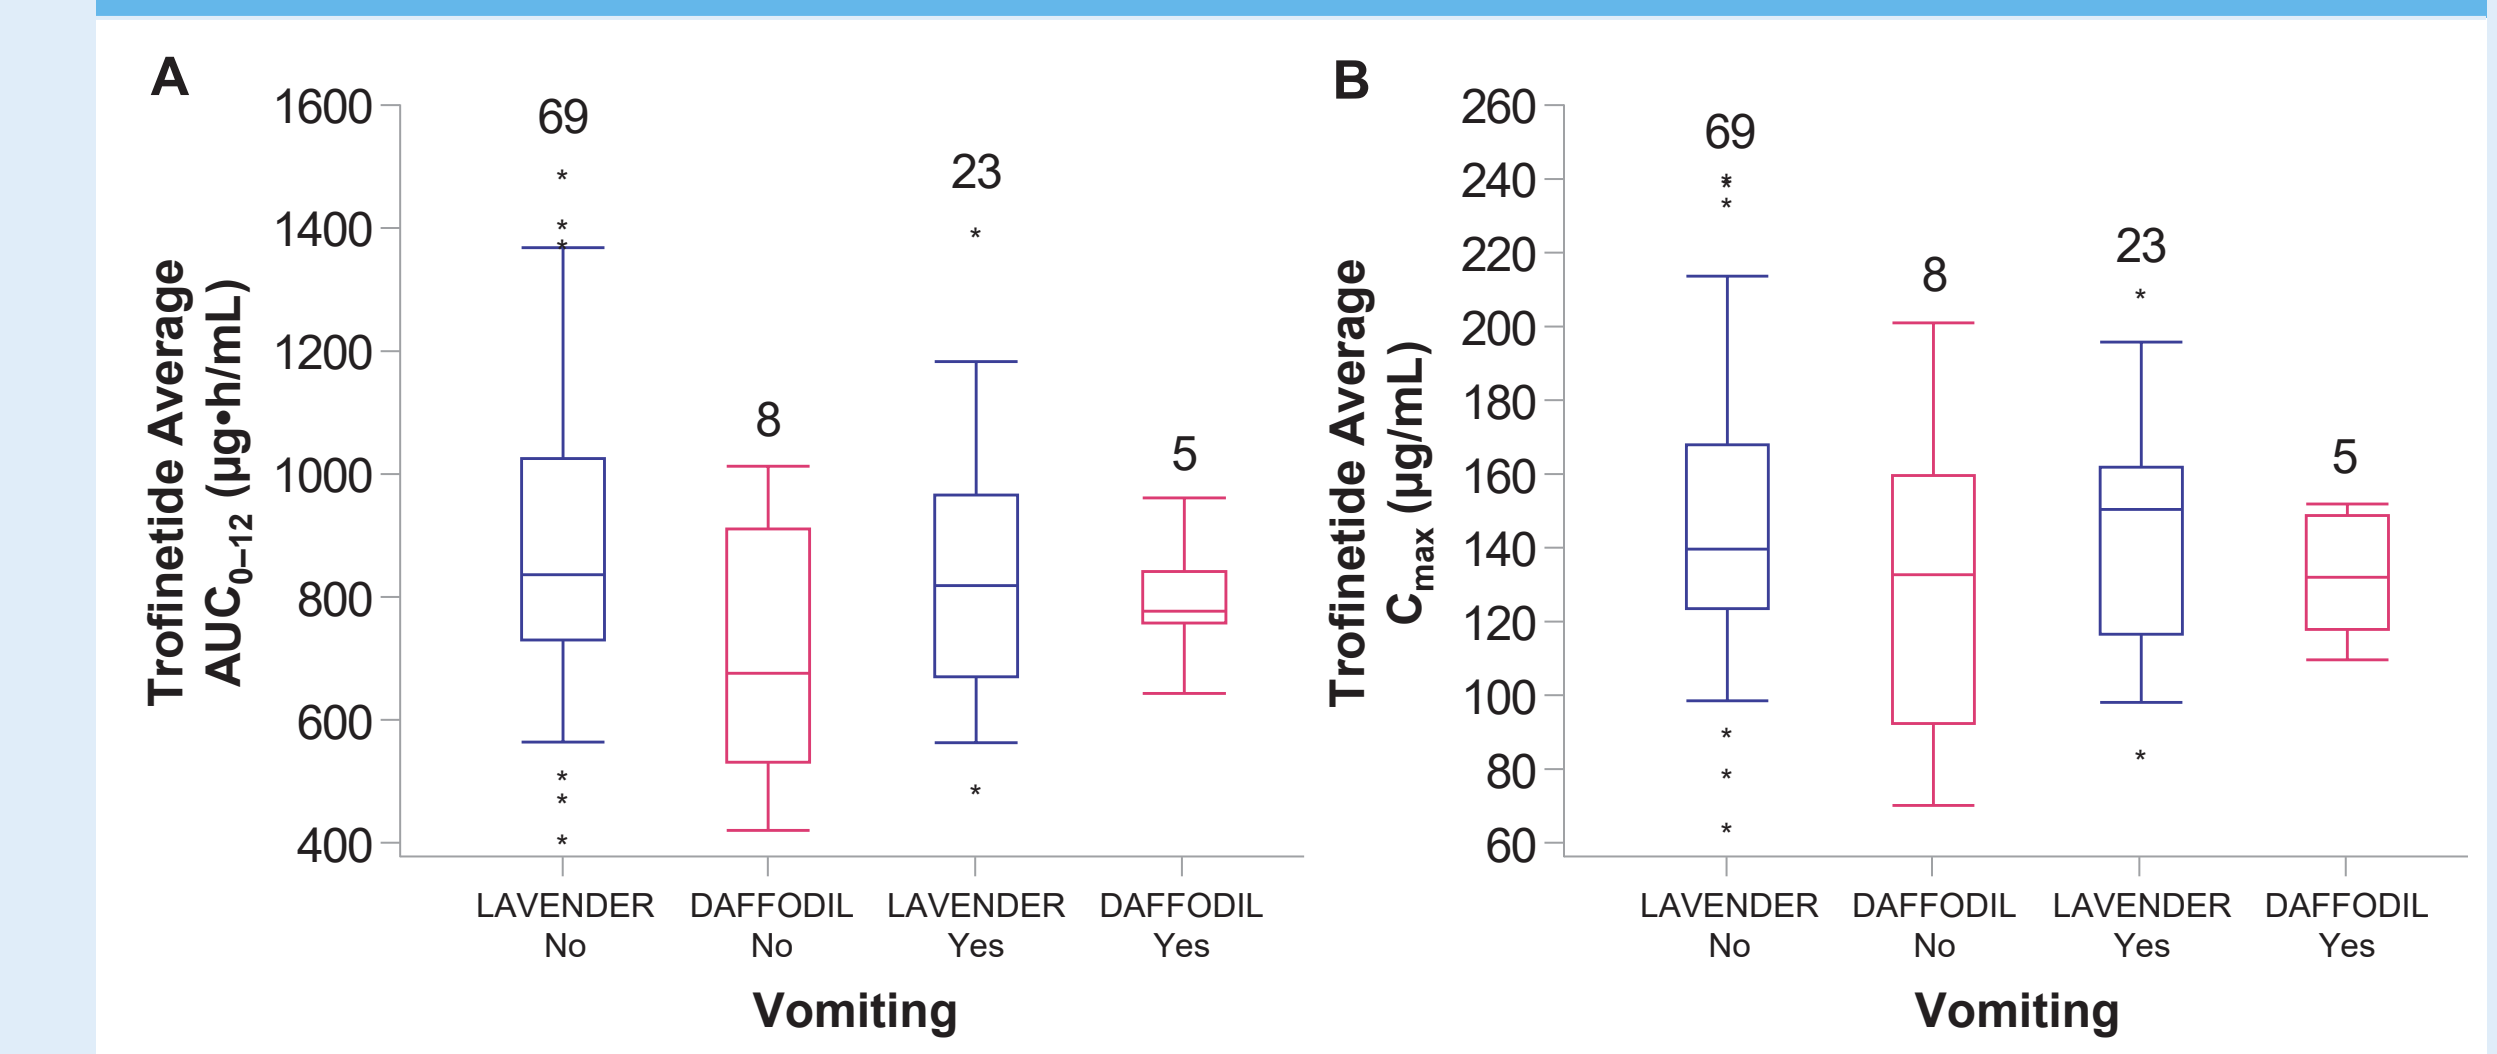 A
Trofinetide Average
AUC0–12 (µg•h/mL)
1600
1400
1200
1000
800
600
400
69
8
23
5
LAVENDER
No
DAFFODIL
No
LAVENDER
Yes
DAFFODIL
Yes
Vomiting
B
Trofinetide Average
Cmax (µg/mL)
260
240
220
200
180
160
140
120
100
80
60
69
8
23
5
LAVENDER
No
DAFFODIL
No
LAVENDER
Yes
DAFFODIL
Yes
Vomiting